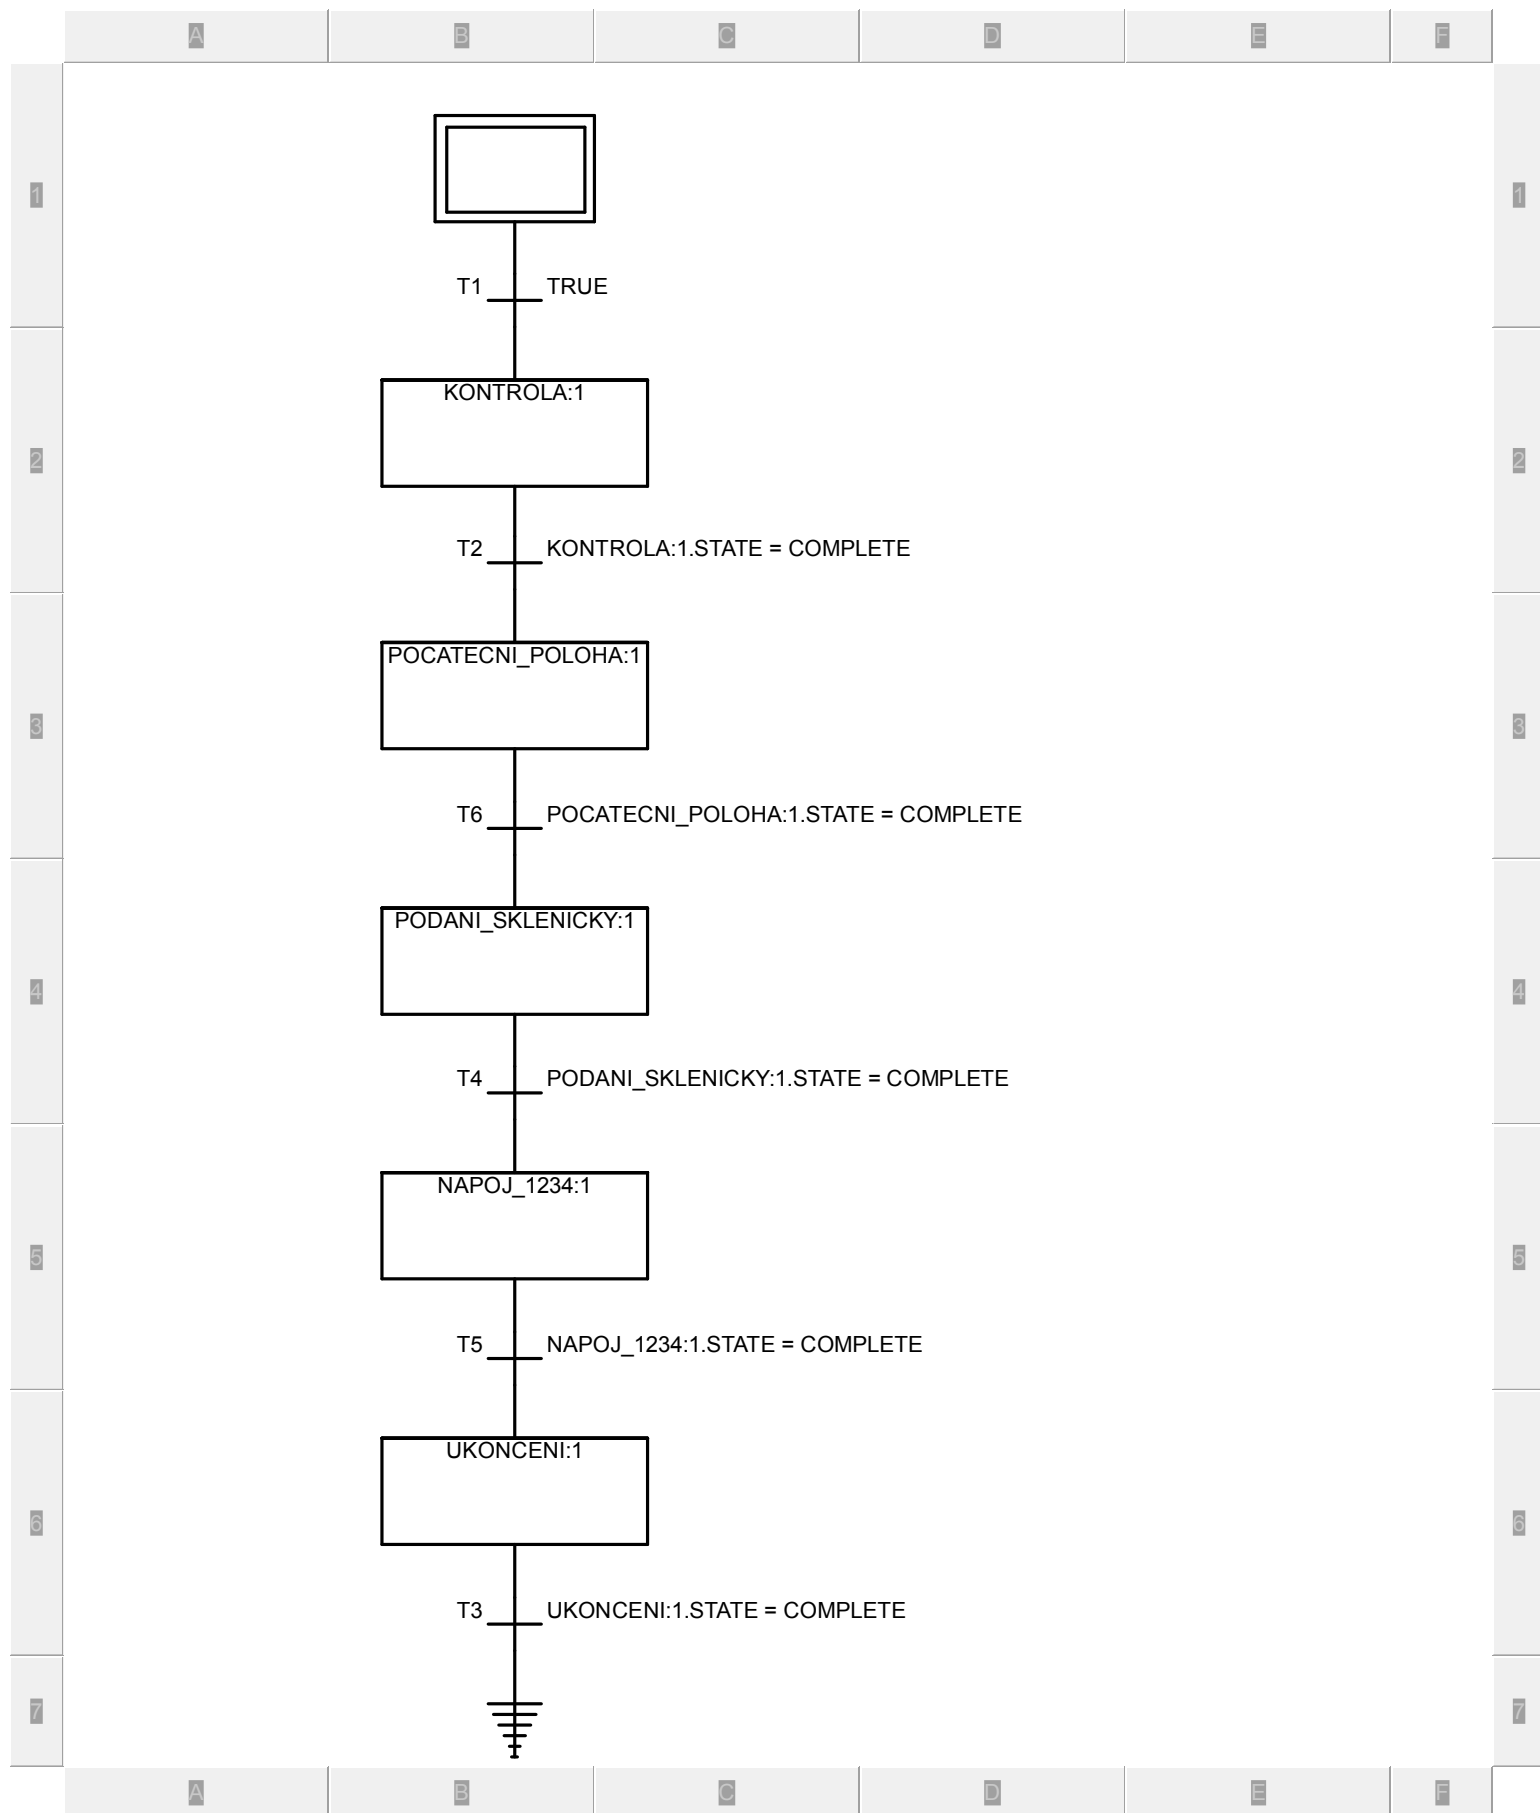 A B C D E F
1 1
T1 TRUE
KONTROLA:1
2 2
T2 KONTROLA:1.STATE = COMPLETE
POCATECNI_POLOHA:1
3 3
T6 POCATECNI_POLOHA:1.STATE = COMPLETE
PODANI_SKLENICKY:1
4 4
T4 PODANI_SKLENICKY:1.STATE = COMPLETE
NAPOJ_1234:1
5 5
T5 NAPOJ_1234:1.STATE = COMPLETE
UKONCENI:1
6 6
T3 UKONCENI:1.STATE = COMPLETE
7 7
A B C D E F